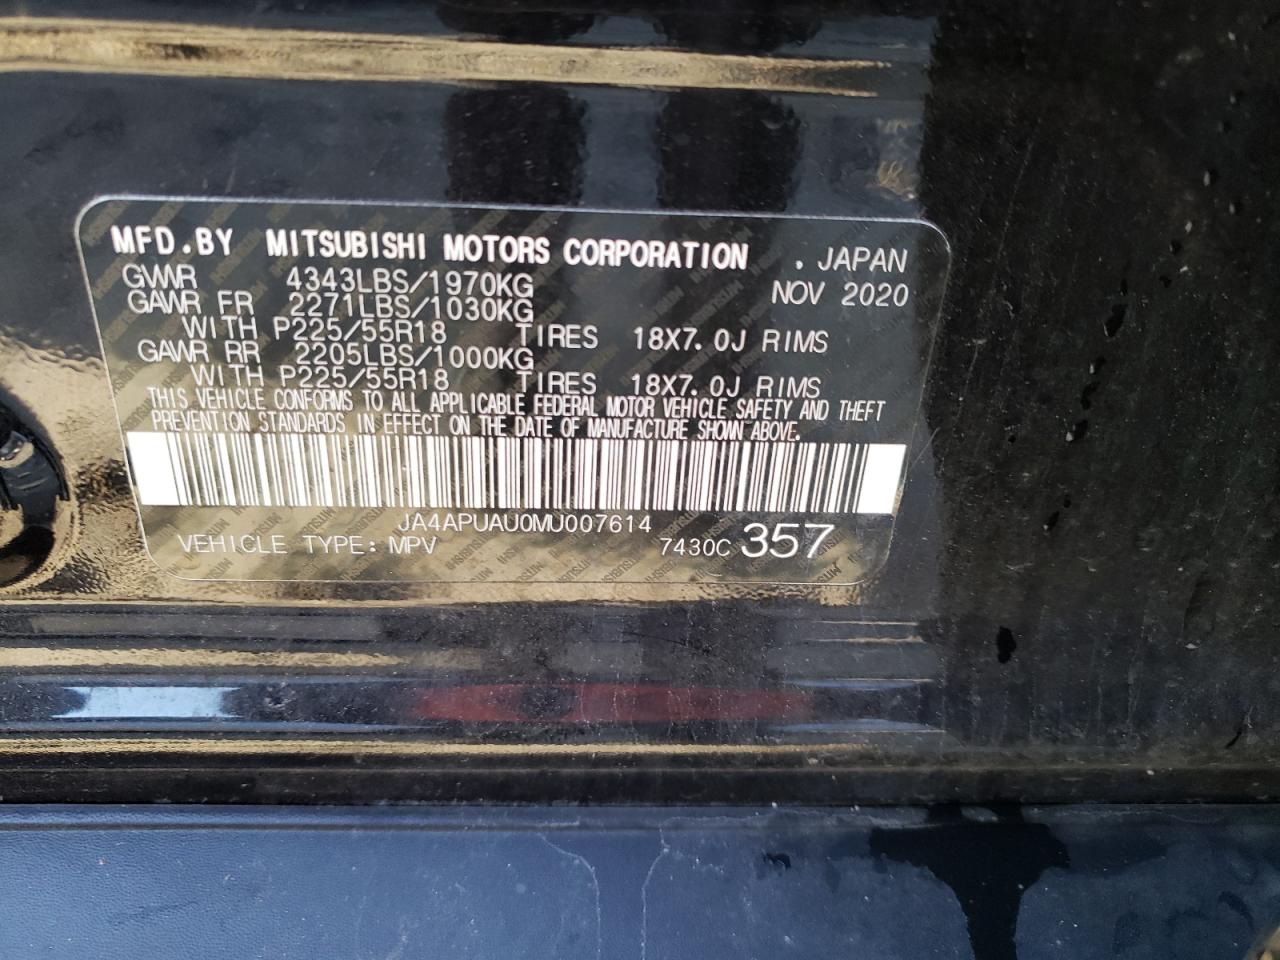 MFD.BY MITSUBISHI MOTORS CORPORATION . JAPAN
GVWR 4343LBS/1970KG NOV 2020
GAWR FR 2271LBS/1030KG
WITH P225/55R18 TIRES 18X7.0J RIMS
GAWR RR 2205LBS/1000KG
WITH P225/55R18 TIRES 18X7.0J RIMS
THIS VEHICLE CONFORMS TO ALL APPLICABLE FEDERAL MOTOR VEHICLE SAFETY AND THEFT
PREVENTION STANDARDS IN EFFECT ON THE DATE OF MANUFACTURE SHOWN ABOVE.
JA4APUAU0MU007614
VEHICLE TYPE: MPV 7430C 357